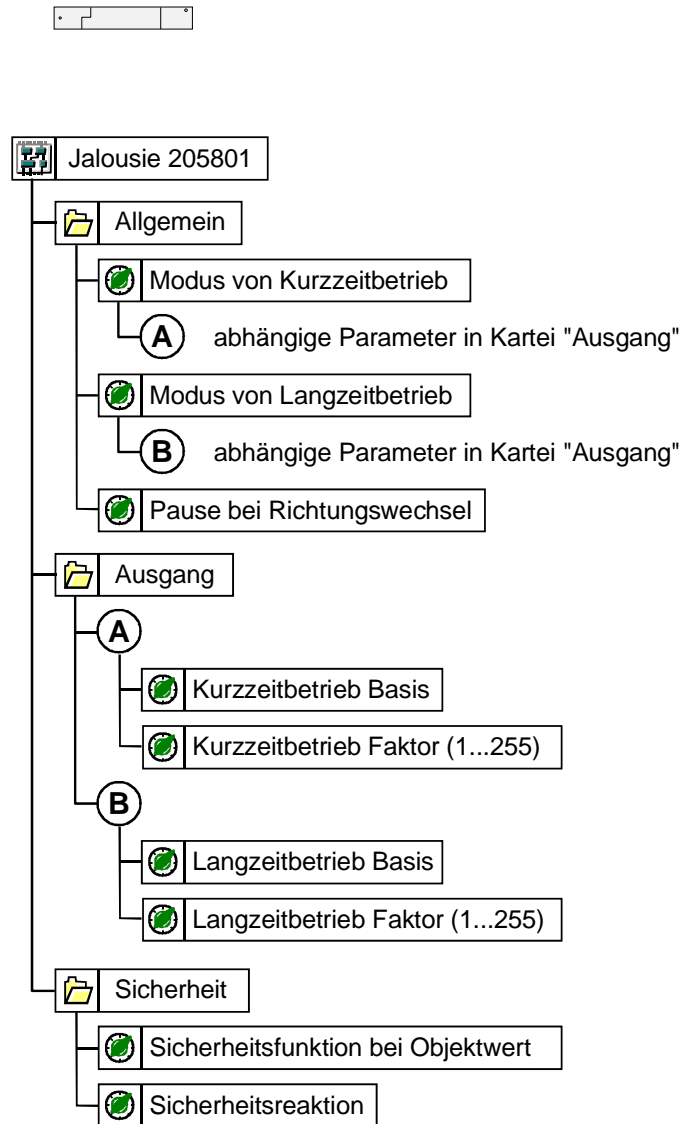 Jalousie 205801
Allgemein
Modus von Kurzzeitbetrieb
A abhängige Parameter in Kartei "Ausgang"
Modus von Langzeitbetrieb
B abhängige Parameter in Kartei "Ausgang"
Pause bei Richtungswechsel
Ausgang
A
Kurzzeitbetrieb Basis
Kurzzeitbetrieb Faktor (1...255)
B
Langzeitbetrieb Basis
Langzeitbetrieb Faktor (1...255)
Sicherheit
Sicherheitsfunktion bei Objektwert
Sicherheitsreaktion